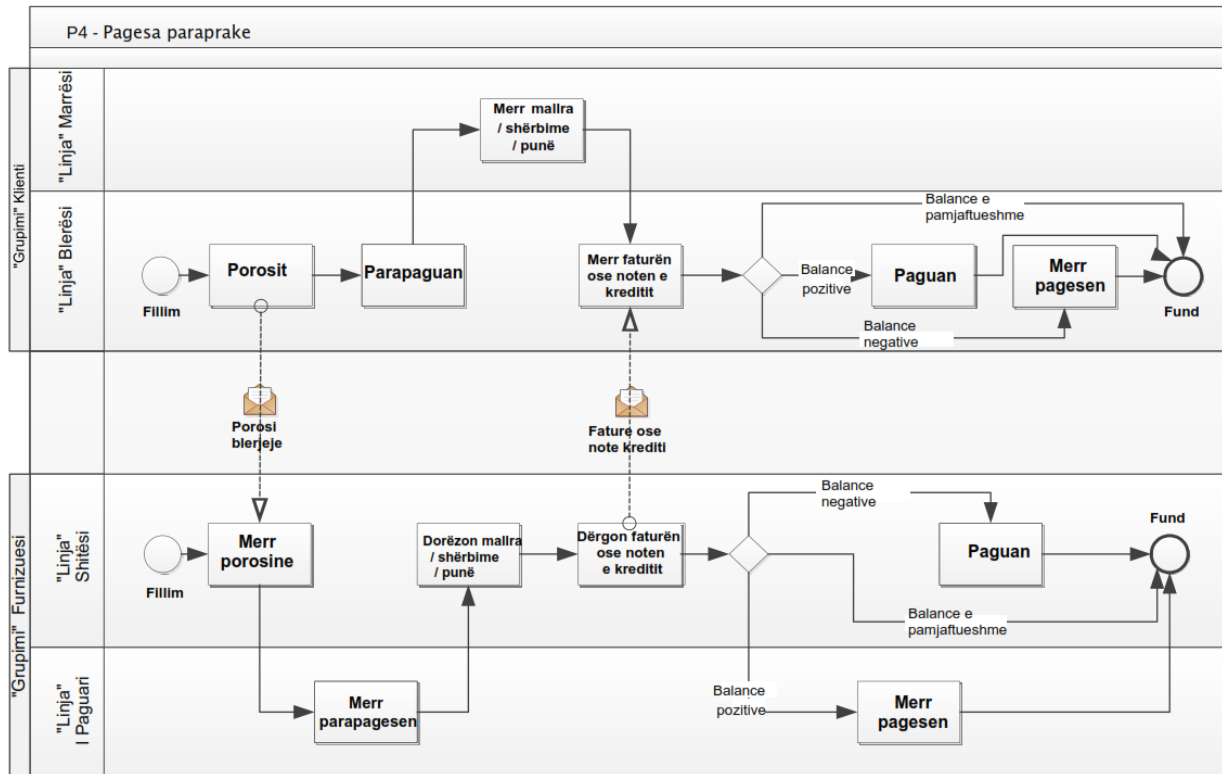 P4 - Pagesa paraprake
"Grupimi" Klienti
"Linja" Marrësi
Merr mallra
/ shërbime
/ punë
"Linja" Blerësi
Fillim
Porosit
Parapaguan
Merr faturën
ose noten e
kreditit
Balance e
pamjaftueshme
Balance
pozitive
Paguan
Merr
pagesen
Balance
negative
Fund
Porosi
blerjeje
Fature ose
note krediti
"Grupimi" Furnizuesi
"Linja"
Shitësi
Fillim
Merr
porosine
Dorëzon mallra
/ shërbime
/ punë
Dërgon faturën
ose noten
e kreditit
Balance
negative
Paguan
Fund
Balance e
pamjaftueshme
"Linja"
I Paguari
Merr
parapagesen
Balance
pozitive
Merr
pagesen